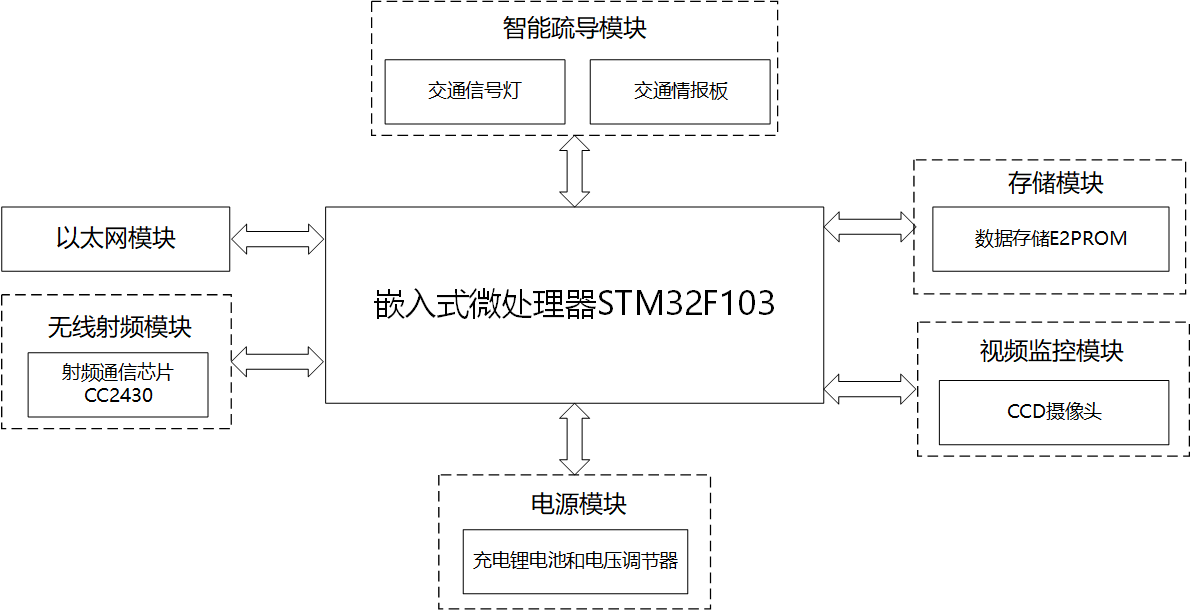 智能疏导模块
交通信号灯
交通情报板
存储模块
数据存储E2PROM
以太网模块
嵌入式微处理器STM32F103
无线射频模块
射频通信芯片
CC2430
视频监控模块
CCD摄像头
电源模块
充电锂电池和电压调节器